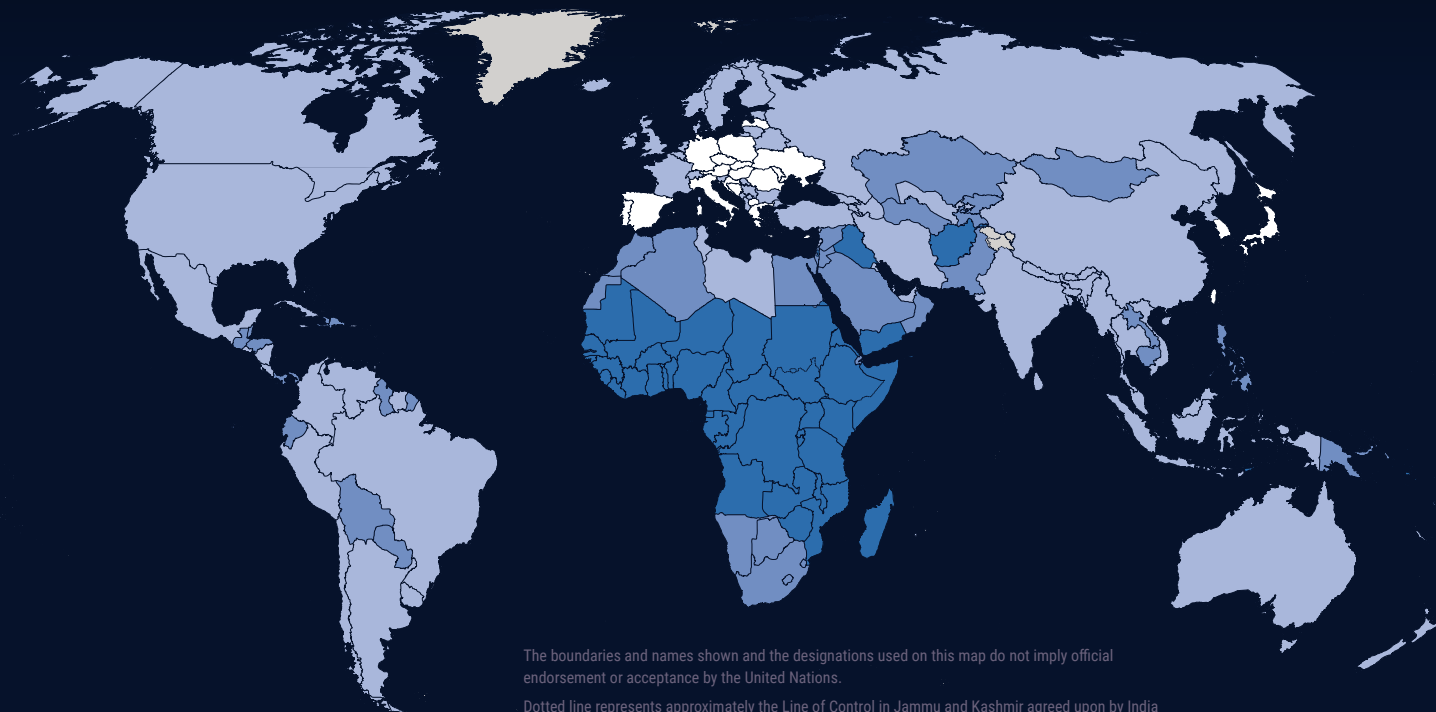 The boundaries and names shown and the designations used on this map do not imply official
endorsement or acceptance by the United Nations.
Dotted line represents approximately the Line of Control in Jammu and Kashmir agreed upon by India